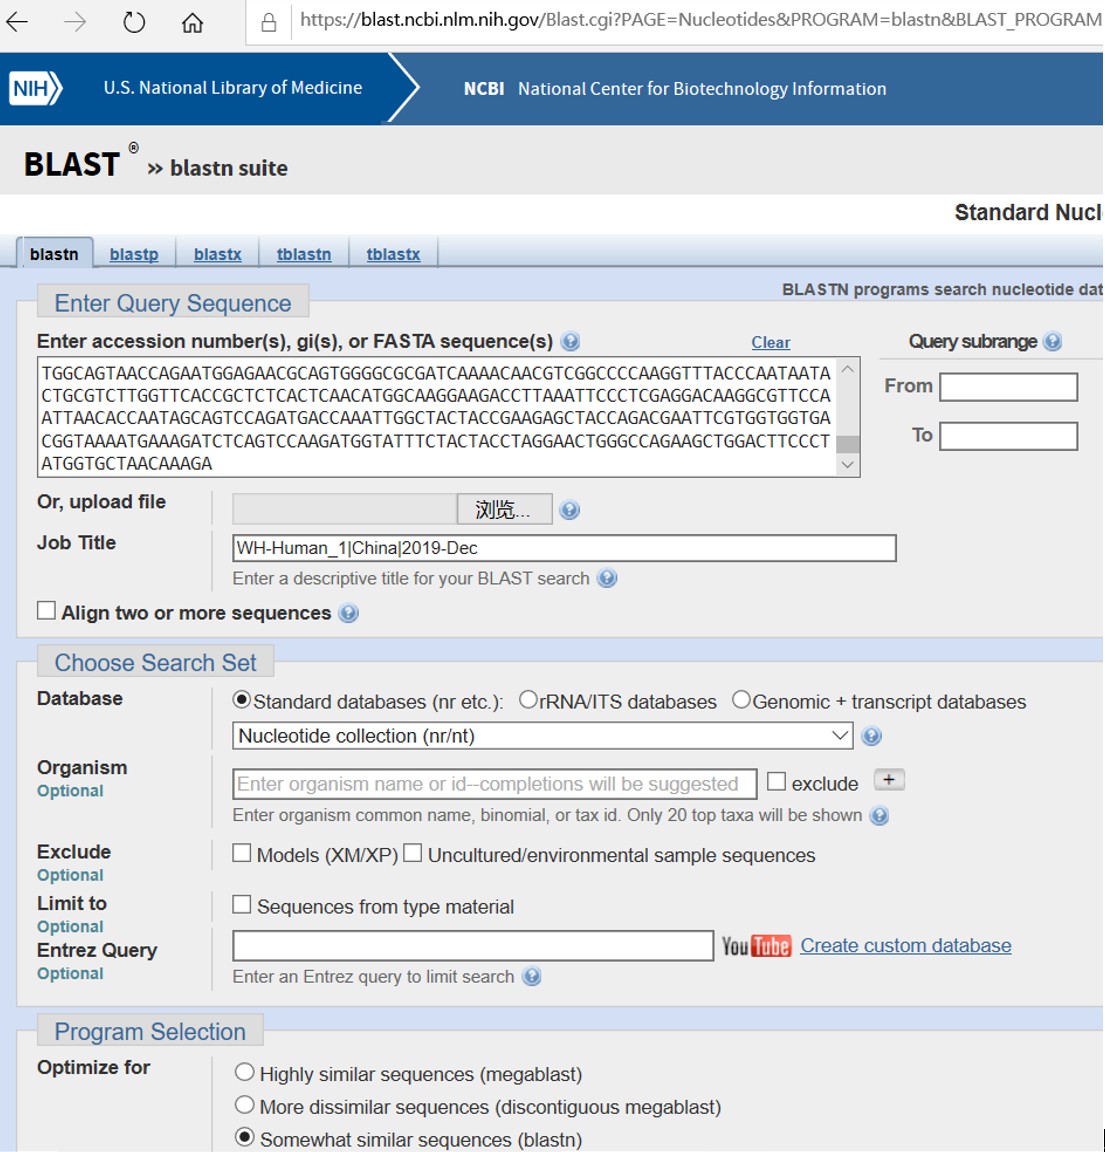 https://blast.ncbi.nlm.nih.gov/Blast.cgi?PAGE=Nucleotides&PROGRAM=blastn&BLAST_PROGRAM
NIH U.S. National Library of Medicine NCBI National Center for Biotechnology Information
BLAST ® » blastn suite
Standard Nucl
blastn blastp blastx tblastn tblastx
BLASTN programs search nucleotide dat
Enter Query Sequence
Enter accession number(s), gi(s), or FASTA sequence(s) Clear Query subrange
TGGCAGTAACCAGAATGGAGAACGCAGTGGGGCGCGATCAAAACAACGTCGGCCCCAAGGTTTACCCAATAATA
CTGCGTCTTGGTTCACCGCTCTCACTCAACATGGCAAGGAAGACCTTAAATTCCCTCGAGGACAAGGCGTTCCA
ATTAACACCAATAGCAGTCCAGATGACCAAATTGGCTACTACCGAAGAGCTACCAGACGAATTCGTGGTGGTGA
CGGTAAAATGAAAGATCTCAGTCCAAGATGGTATTTCTACTACCTAGGAACTGGGCCAGAAGCTGGACTTCCCT
ATGGTGCTAACAAAGA
From
To
Or, upload file 浏览...
Job Title WH-Human_1|China|2019-Dec
Enter a descriptive title for your BLAST search
Align two or more sequences
Choose Search Set
Database Standard databases (nr etc.): rRNA/ITS databases Genomic + transcript databases
Nucleotide collection (nr/nt)
Organism
Optional
Enter organism name or id--completions will be suggested exclude +
Enter organism common name, binomial, or tax id. Only 20 top taxa will be shown
Exclude
Optional
Models (XM/XP) Uncultured/environmental sample sequences
Limit to
Optional
Sequences from type material
Entrez Query
Optional
YouTube Create custom database
Enter an Entrez query to limit search
Program Selection
Optimize for
Highly similar sequences (megablast)
More dissimilar sequences (discontiguous megablast)
Somewhat similar sequences (blastn)